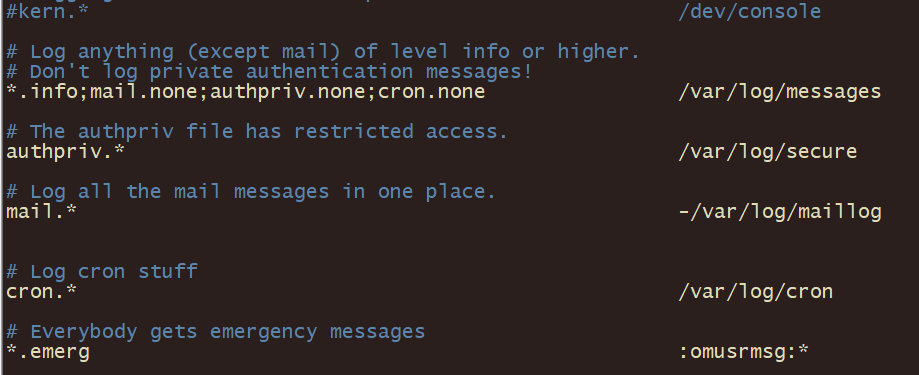 #kern.* /dev/console
# Log anything (except mail) of level info or higher.
# Don't log private authentication messages!
*.info;mail.none;authpriv.none;cron.none /var/log/messages
# The authpriv file has restricted access.
authpriv.* /var/log/secure
# Log all the mail messages in one place.
mail.* -/var/log/maillog
# Log cron stuff
cron.* /var/log/cron
# Everybody gets emergency messages
*.emerg :omusrmsg:*